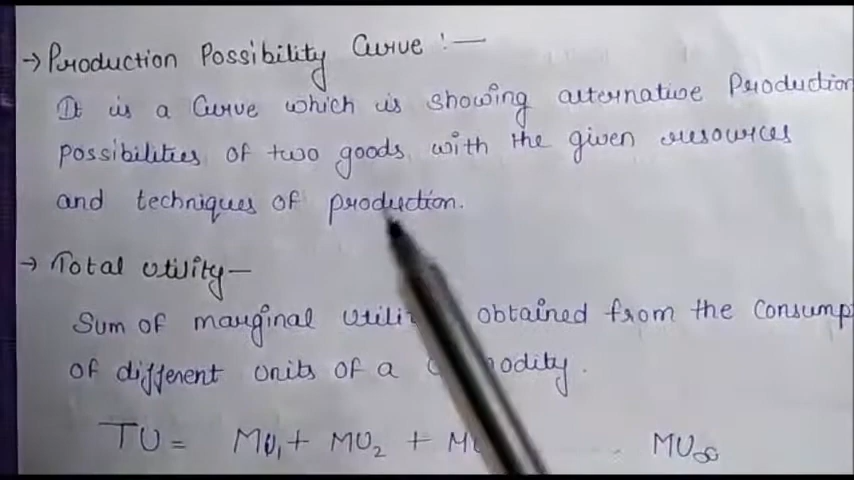 → Production Possibility Curve :—
It is a Curve which is showing alternative Production
possibilities of two goods with the given resources
and techniques of production.
→ Total utility—
Sum of marginal obtained from the
of different units of a
TU = MU₁ + MU₂ + MU∞